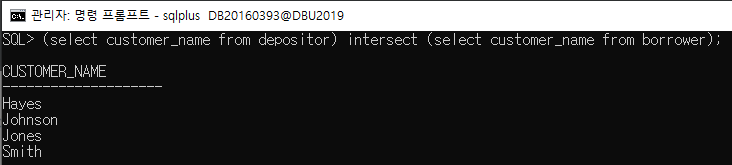 관리자: 명령 프롬프트 - sqlplus  DB20160393@DBU2019
SQL> (select customer_name from depositor) intersect (select customer_name from borrower);
CUSTOMER_NAME
--------------------
Hayes
Johnson
Jones
Smith